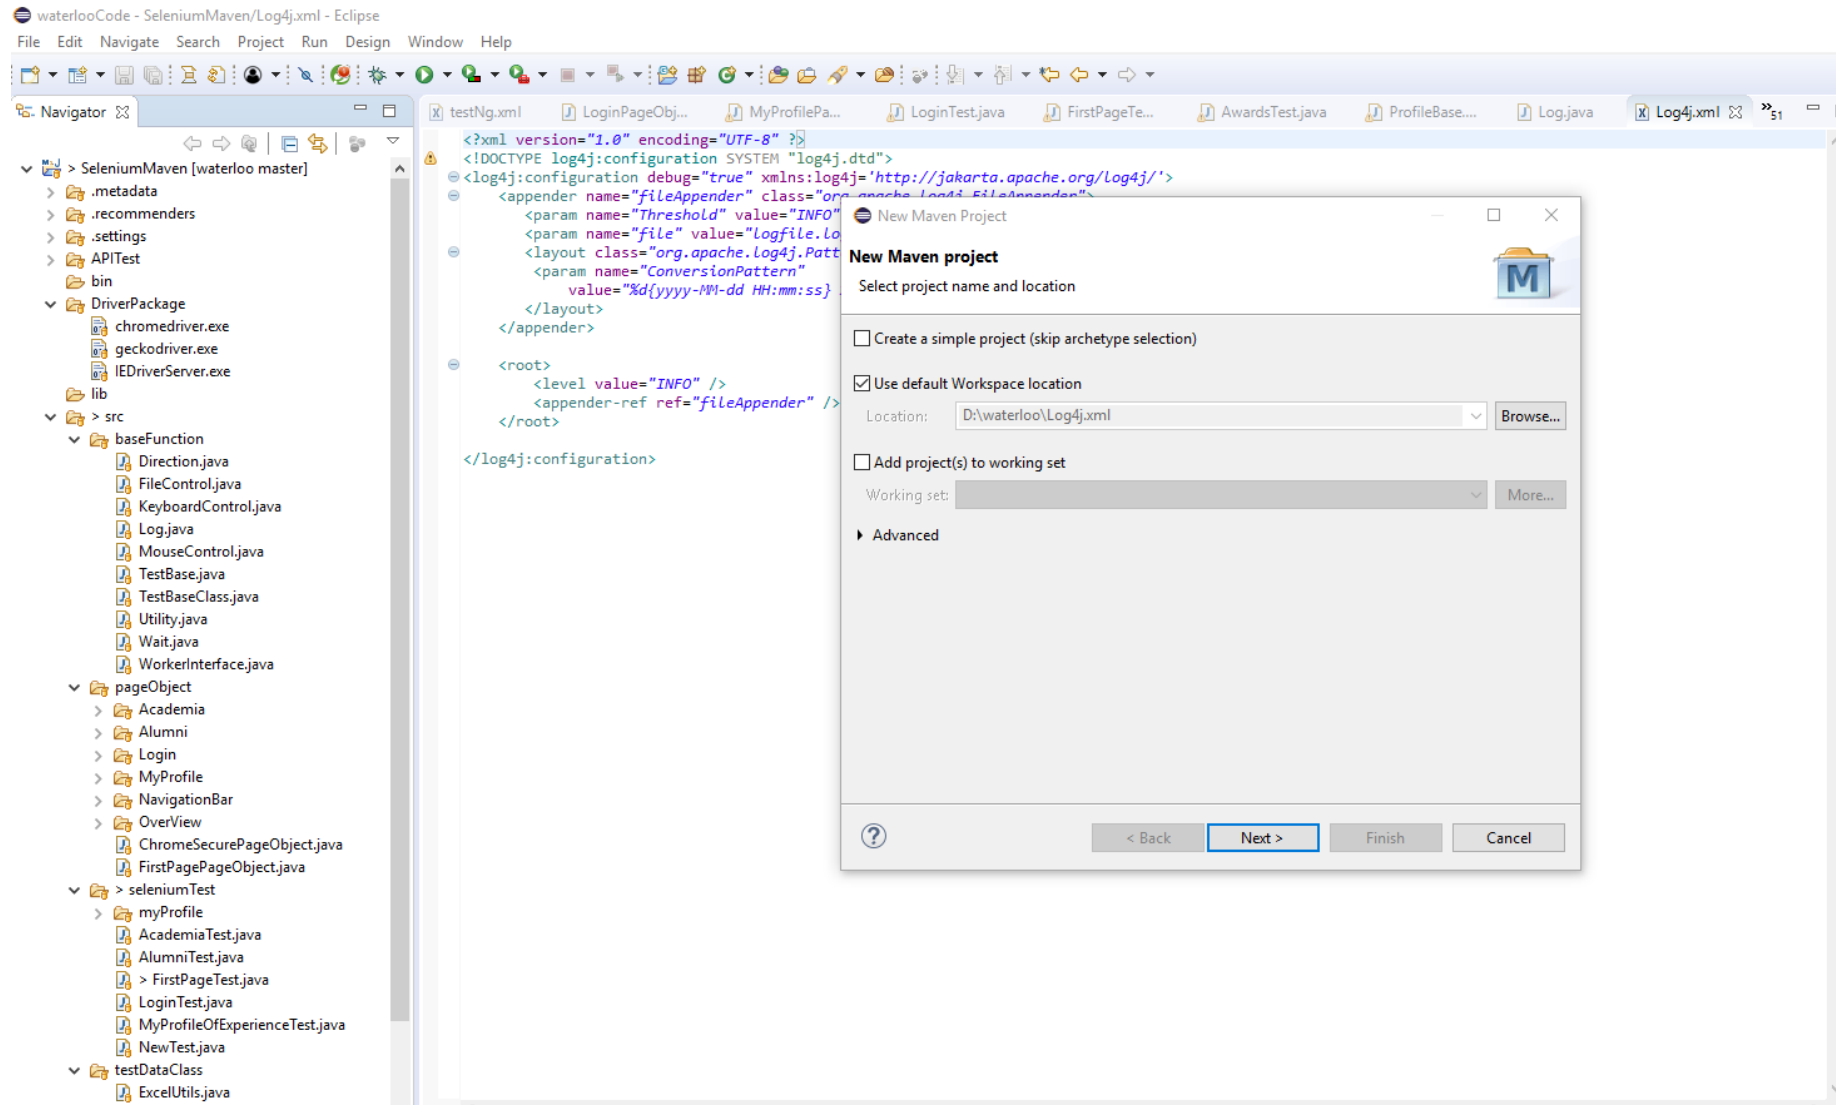 waterlooCode - SeleniumMaven/Log4j.xml - Eclipse
File Edit Navigate Search Project Run Design Window Help
Navigator
testNg.xml LoginPageObj... MyProfilePa... LoginTest.java FirstPageTe... AwardsTest.java ProfileBase.... Log.java Log4j.xml »51
> SeleniumMaven [waterloo master]
.metadata
.recommenders
.settings
APITest
bin
DriverPackage
chromedriver.exe
geckodriver.exe
IEDriverServer.exe
lib
> src
baseFunction
Direction.java
FileControl.java
KeyboardControl.java
Log.java
MouseControl.java
TestBase.java
TestBaseClass.java
Utility.java
Wait.java
WorkerInterface.java
pageObject
Academia
Alumni
Login
MyProfile
NavigationBar
OverView
ChromeSecurePageObject.java
FirstPagePageObject.java
> seleniumTest
myProfile
AcademiaTest.java
AlumniTest.java
> FirstPageTest.java
LoginTest.java
MyProfileOfExperienceTest.java
NewTest.java
testDataClass
ExcelUtils.java
<?xml version="1.0" encoding="UTF-8" ?>
<!DOCTYPE log4j:configuration SYSTEM "log4j.dtd">
<log4j:configuration debug="true" xmlns:log4j='http://jakarta.apache.org/log4j/'>
<appender name="fileAppender" class="org.apache.log4j.FileAppender">
<param name="Threshold" value="INFO"
<param name="file" value="logfile.lo
<layout class="org.apache.log4j.Patt
<param name="ConversionPattern"
value="%d{yyyy-MM-dd HH:mm:ss}
</layout>
</appender>
<root>
<level value="INFO" />
<appender-ref ref="fileAppender" />
</root>
</log4j:configuration>
New Maven Project
New Maven project
Select project name and location
M
Create a simple project (skip archetype selection)
Use default Workspace location
Location: D:\waterloo\Log4j.xml Browse...
Add project(s) to working set
Working set: More...
Advanced
? < Back Next > Finish Cancel